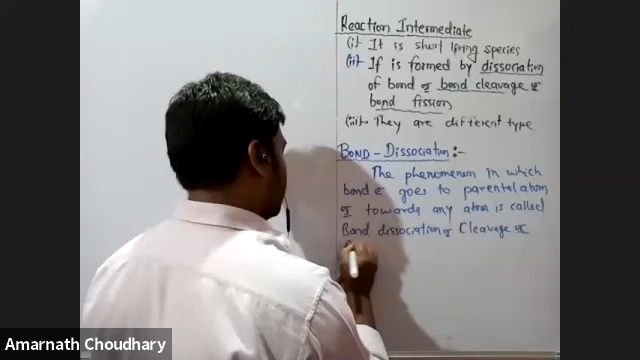 Reaction Intermediate
(i) It is short living species
(ii) It is formed by dissociation
of bond or bond cleavage or
bond fission
(iii) They are different type
BOND - Dissociation :-
The phenomenon in which
bond e⁻ goes to parental atom
or towards any atom is called
Bond dissociation or Cleavage or
Amarnath Choudhary